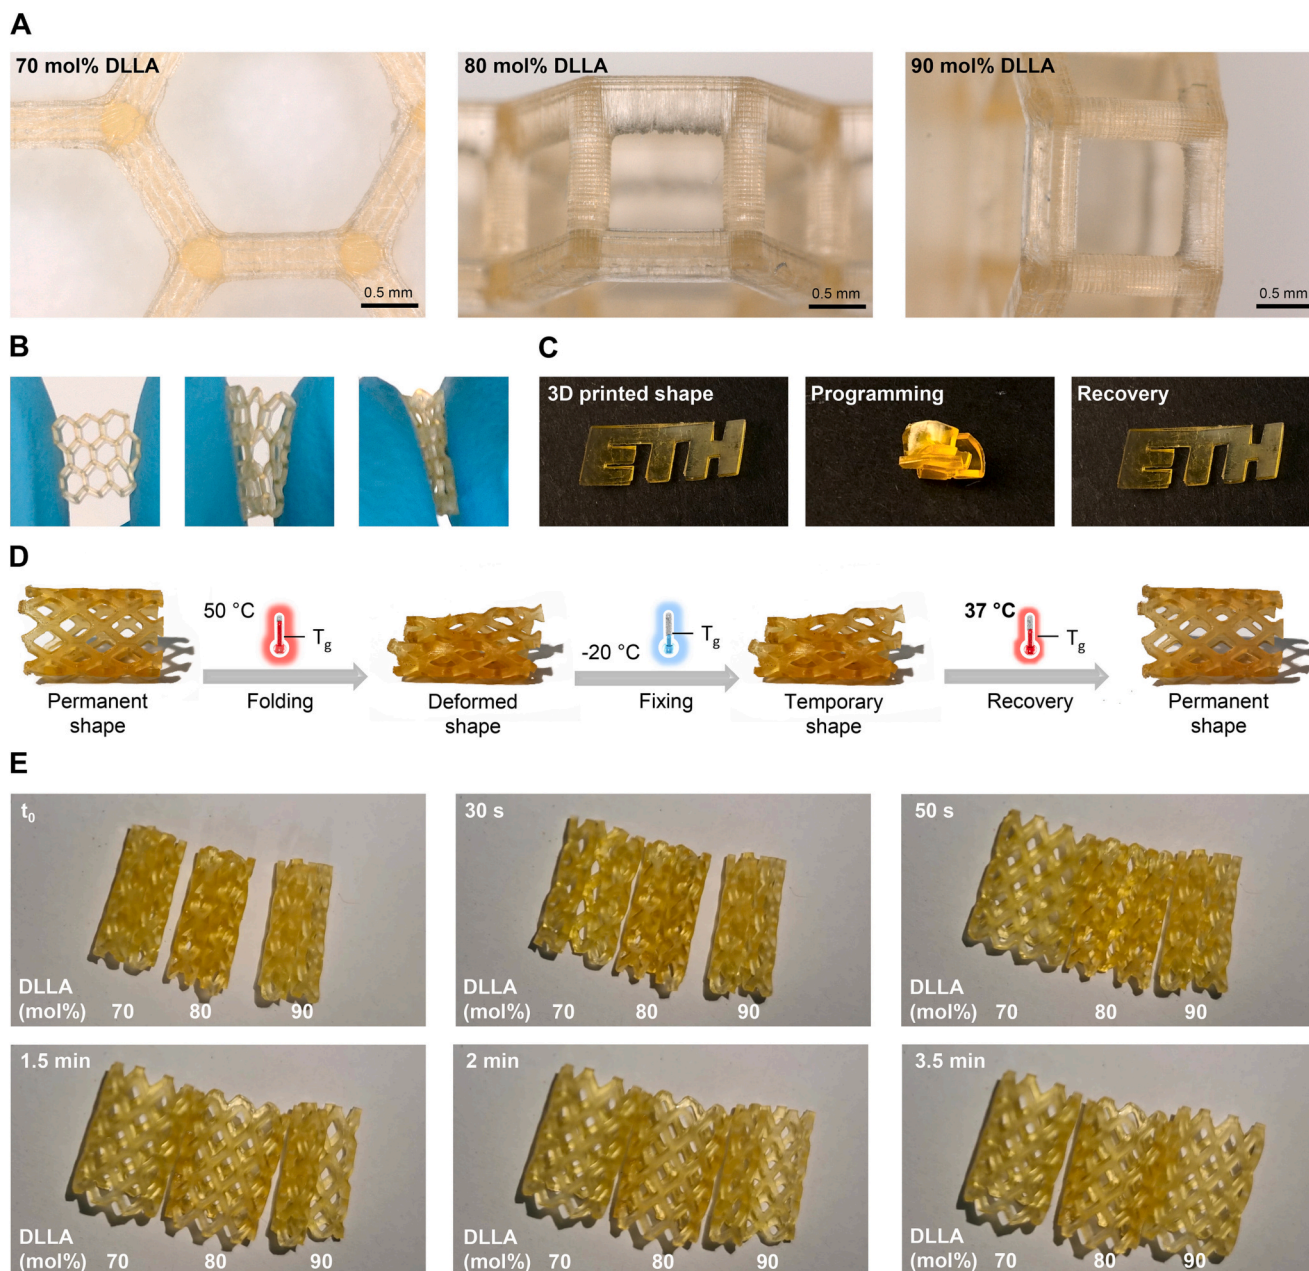 A
70 mol% DLLA
80 mol% DLLA
90 mol% DLLA
0.5 mm
0.5 mm
0.5 mm
B
C
3D printed shape
Programming
Recovery
ETH
ETH
D
50 °C
Tg
Folding
-20 °C
Tg
Fixing
37 °C
Tg
Recovery
Permanent
shape
Deformed
shape
Temporary
shape
Permanent
shape
E
t0
30 s
50 s
DLLA
(mol%) 70 80 90
DLLA
(mol%) 70 80 90
DLLA
(mol%) 70 80 90
1.5 min
2 min
3.5 min
DLLA
(mol%) 70 80 90
DLLA
(mol%) 70 80 90
DLLA
(mol%) 70 80 90